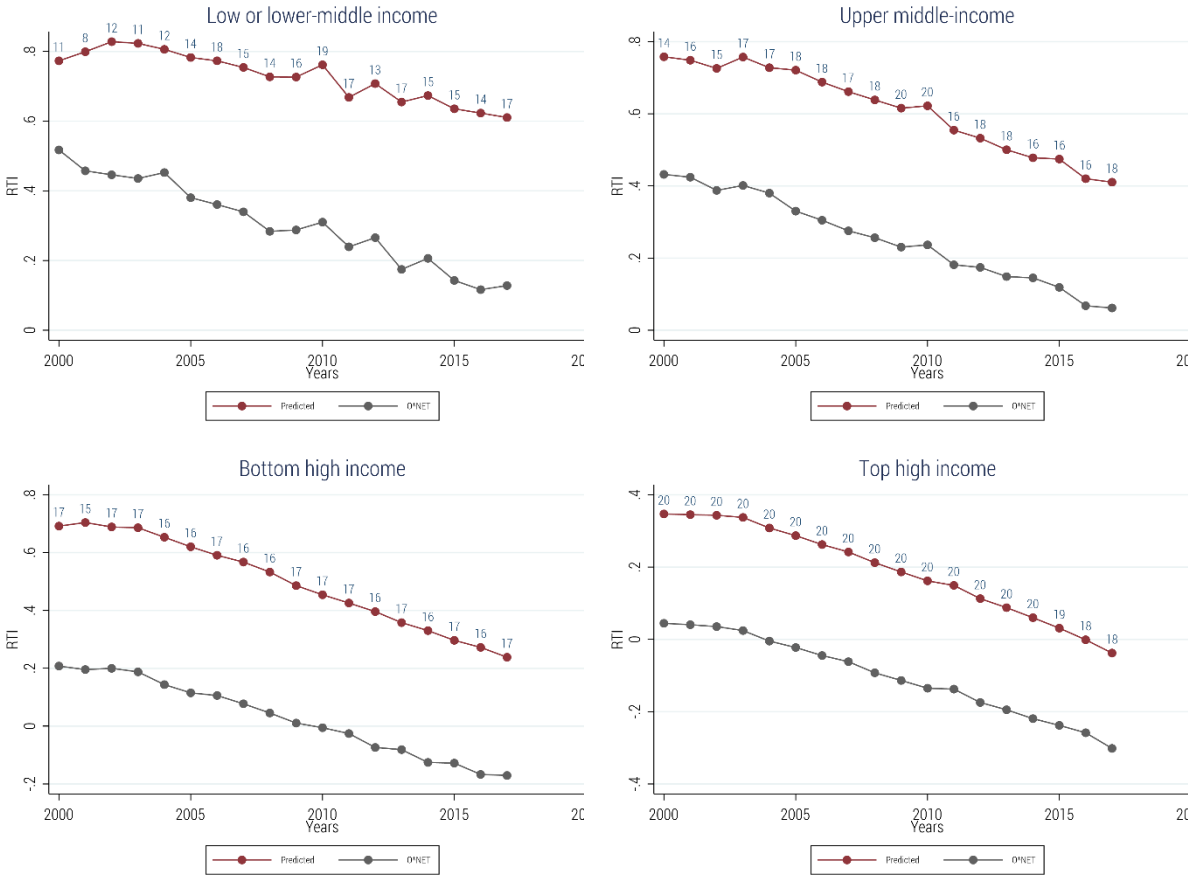 Low or lower-middle income
11 8 12 11 12 14 18 15 14 16 19 17 13 17 15 15 14 17
.8
.6
.4
.2
0
RTI
2000 2005 2010 2015 20
Years
Predicted O*NET
Upper middle-income
14 16 15 17 17 18 18 17 18 20 20 16 18 18 16 16 16 18
.8
.6
.4
.2
0
RTI
2000 2005 2010 2015 20
Years
Predicted O*NET
Bottom high income
17 15 17 17 16 16 17 16 16 17 17 17 16 17 16 17 16 17
.8
.6
.4
.2
0
-.2
RTI
2000 2005 2010 2015 20
Years
Predicted O*NET
Top high income
20 20 20 20 20 20 20 20 20 20 20 20 20 20 20 19 18 18
.4
.2
0
-.2
-.4
RTI
2000 2005 2010 2015 20
Years
Predicted O*NET